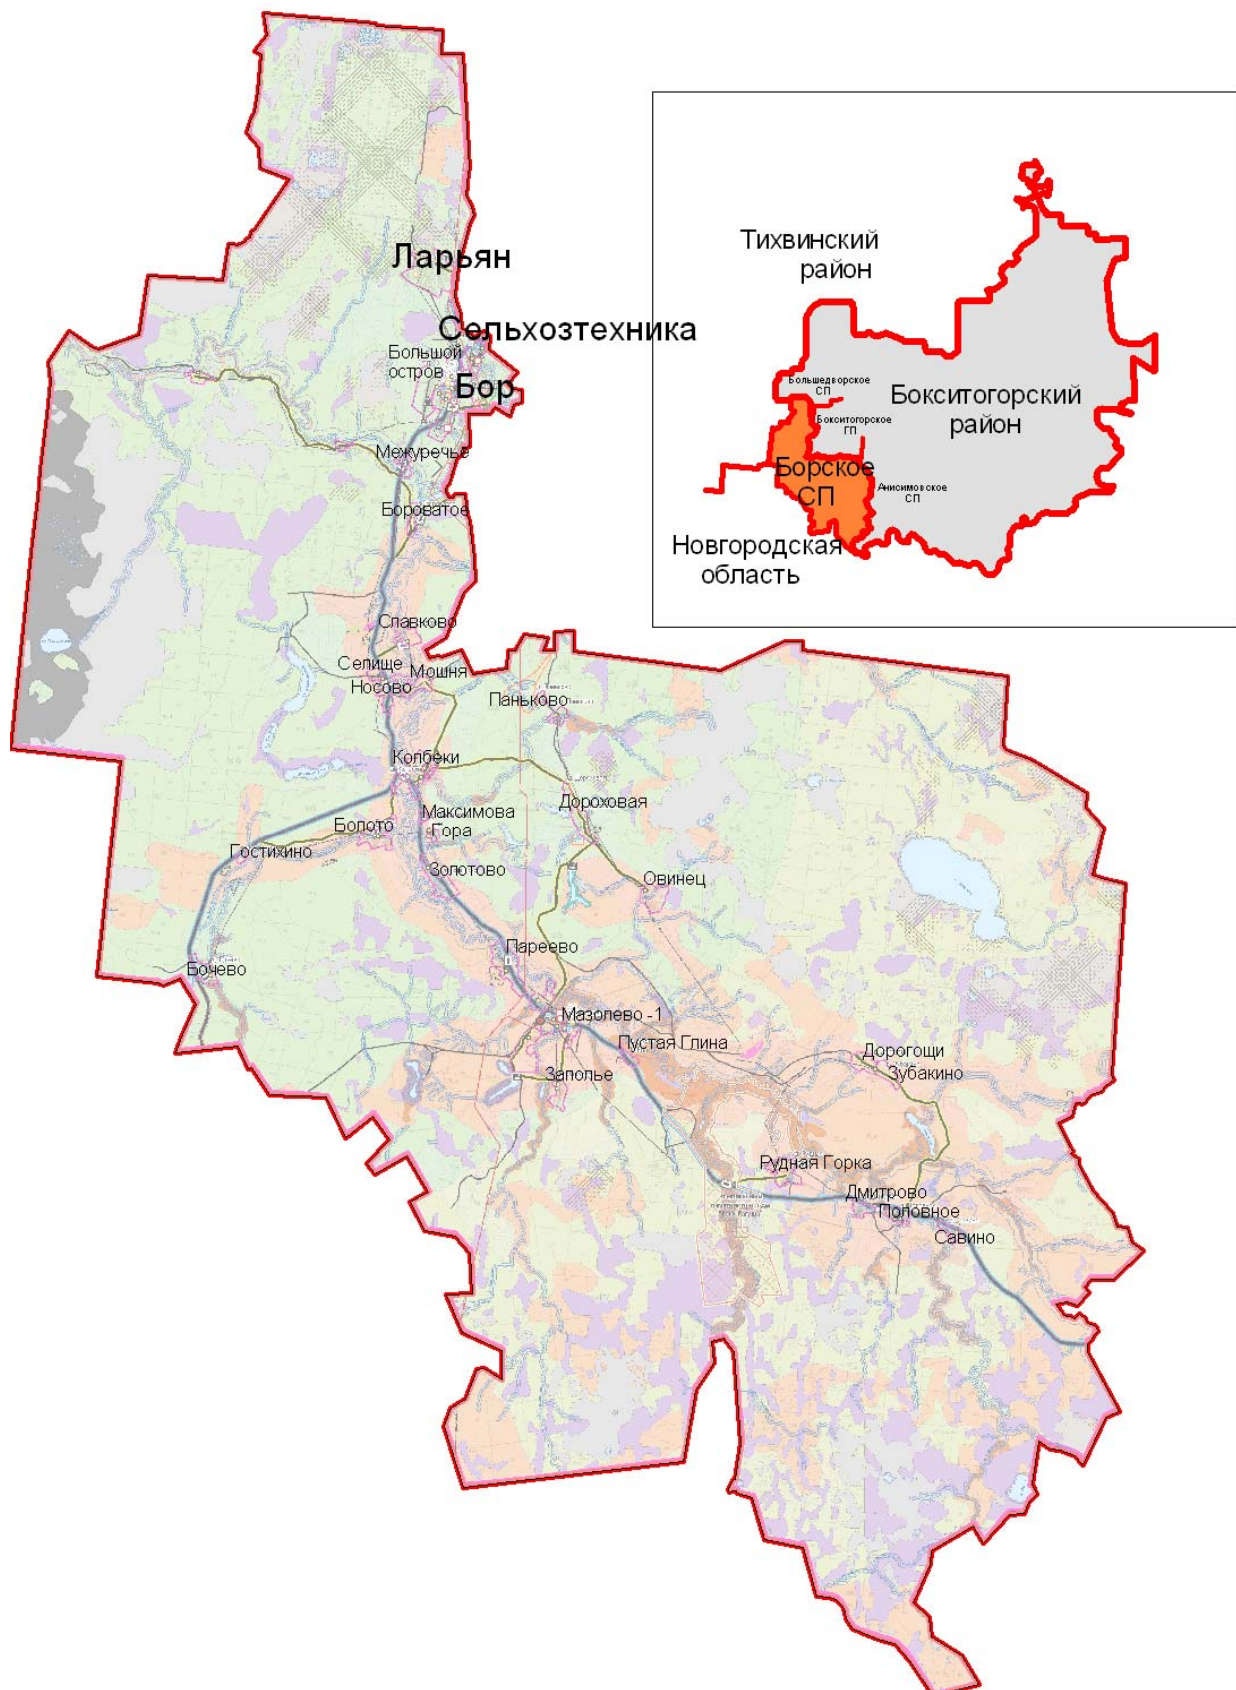 Ларьян
Сельхозтехника
Большой
остров
Бор
Межуречье
Бороватое
Славково
Селище
Мошня
Носово
Паньково
Колбеки
Дороховая
Максимова
Гора
Болото
Гостихино
Золотово
Овинец
Пареево
Бочево
Мазолево -1
Пустая Глина
Дорогощи
Зубакино
Заполье
Рудная Горка
Дмитрово
Половное
Савино
Тихвинский
район
Большедворское
СП
Бокситогорский
район
Бокситогорское
ГП
Борское
СП
Анисимовское
СП
Новгородская
область